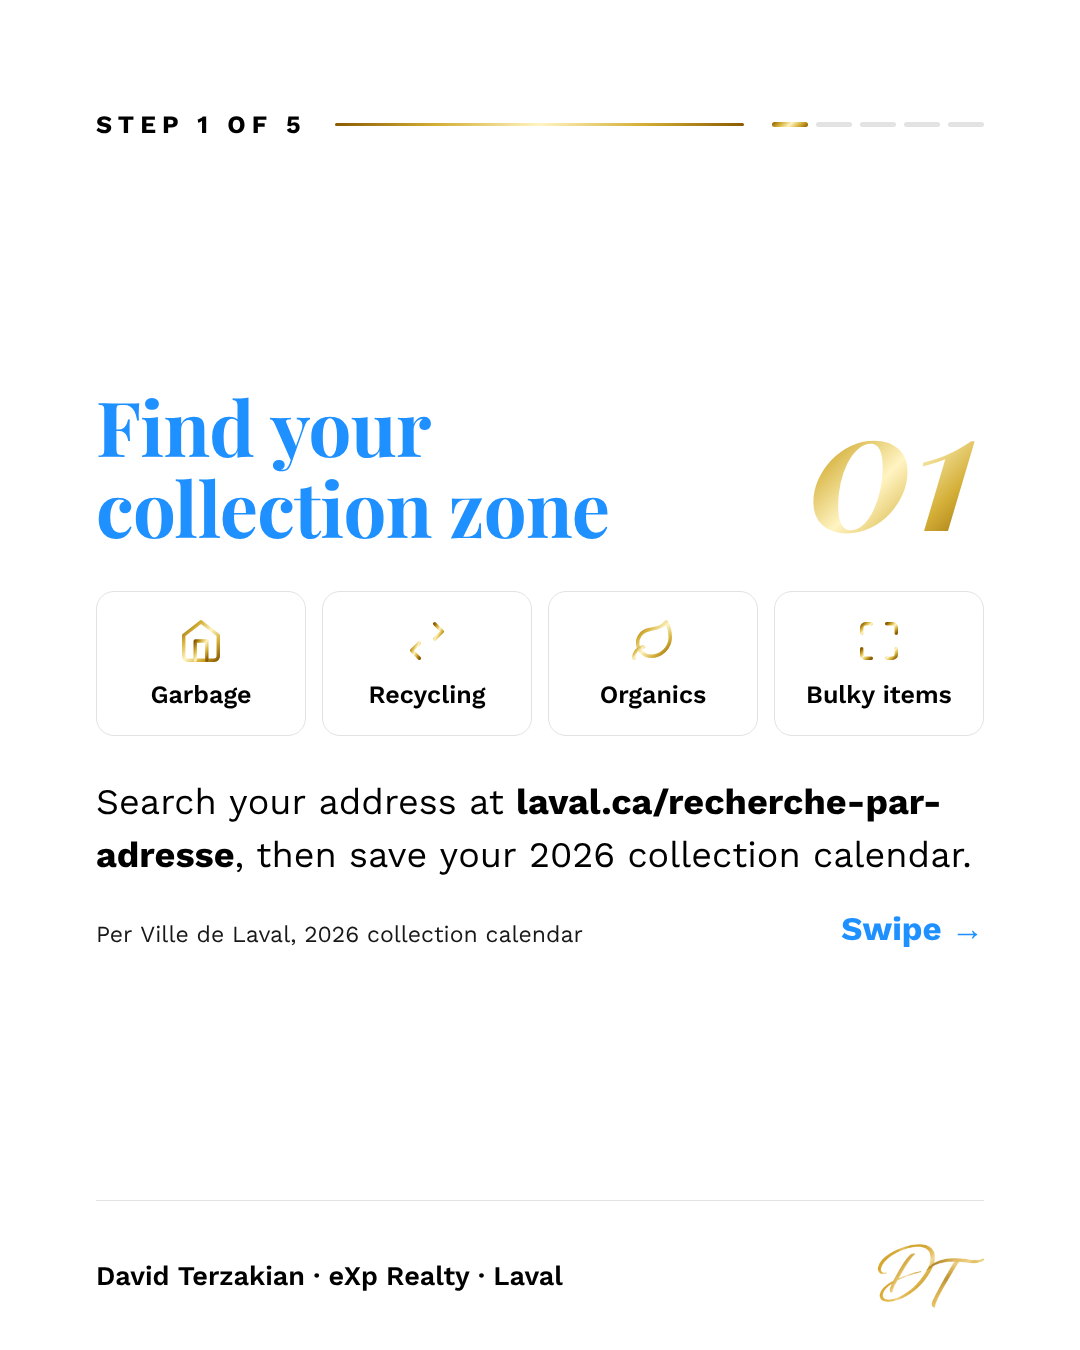 STEP 1 OF 5
Find your
collection zone
01
Garbage
Recycling
Organics
Bulky items
Search your address at laval.ca/recherche-par-
adresse, then save your 2026 collection calendar.
Per Ville de Laval, 2026 collection calendar
Swipe →
David Terzakian · eXp Realty · Laval
DT